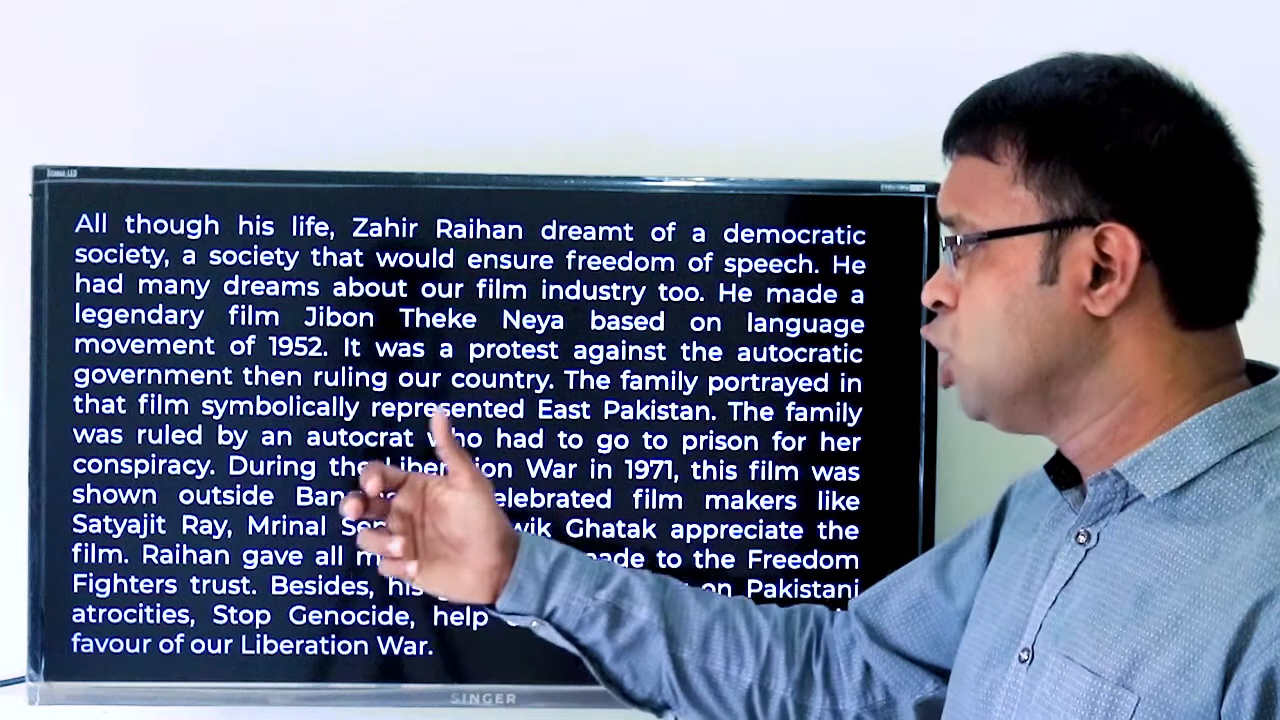 All though his life, Zahir Raihan dreamt of a democratic
society, a society that would ensure freedom of speech. He
had many dreams about our film industry too. He made a
legendary film Jibon Theke Neya based on language
movement of 1952. It was a protest against the autocratic
government then ruling our country. The family portrayed in
that film symbolically represented East Pakistan. The family
was ruled by an autocrat who had to go to prison for her
conspiracy. During the Liberation War in 1971, this film was
shown outside film makers like
Satyajit Ray, Mrinal Ghatak appreciate the
film. Raihan gave all to the Freedom
Fighters trust. Besides, his on Pakistani
atrocities, Stop Genocide, help
favour of our Liberation War.
SINGER